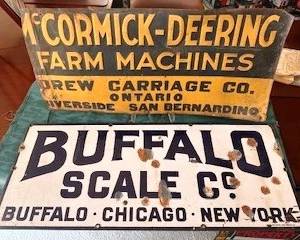 McCORMICK-DEERING
FARM MACHINES
DREW CARRIAGE CO.
ONTARIO
RIVERSIDE SAN BERNARDINO
BUFFALO
SCALE Co.
BUFFALO · CHICAGO · NEW YORK